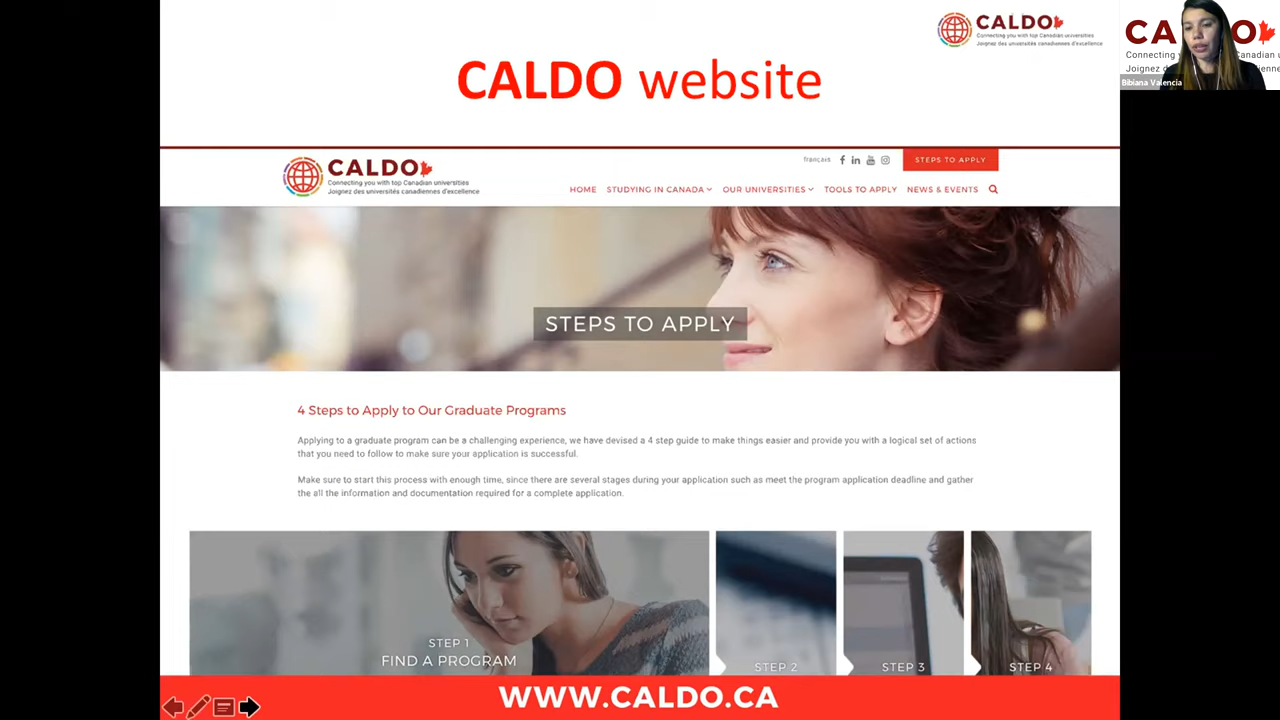 CALDO
Connecting you with top Canadian universities
Joignez des universités canadiennes d'excellence
CALDO website
CA O
Connecting Canadian un
Joignez de
Bibiana Valencia
CALDO
Connecting you with top Canadian universities
Joignez des universités canadiennes d'excellence
français
STEPS TO APPLY
HOME STUDYING IN CANADA OUR UNIVERSITIES TOOLS TO APPLY NEWS & EVENTS
STEPS TO APPLY
4 Steps to Apply to Our Graduate Programs
Applying to a graduate program can be a challenging experience, we have devised a 4 step guide to make things easier and provide you with a logical set of actions
that you need to follow to make sure your application is successful.
Make sure to start this process with enough time, since there are several stages during your application such as meet the program application deadline and gather
the all the information and documentation required for a complete application.
STEP 1
FIND A PROGRAM
STEP 2
STEP 3
STEP 4
WWW.CALDO.CA